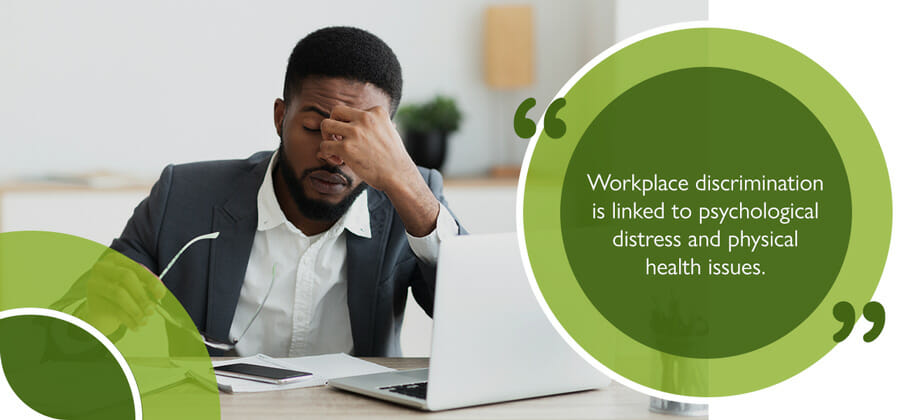 Workplace discrimination
is linked to psychological
distress and physical
health issues.